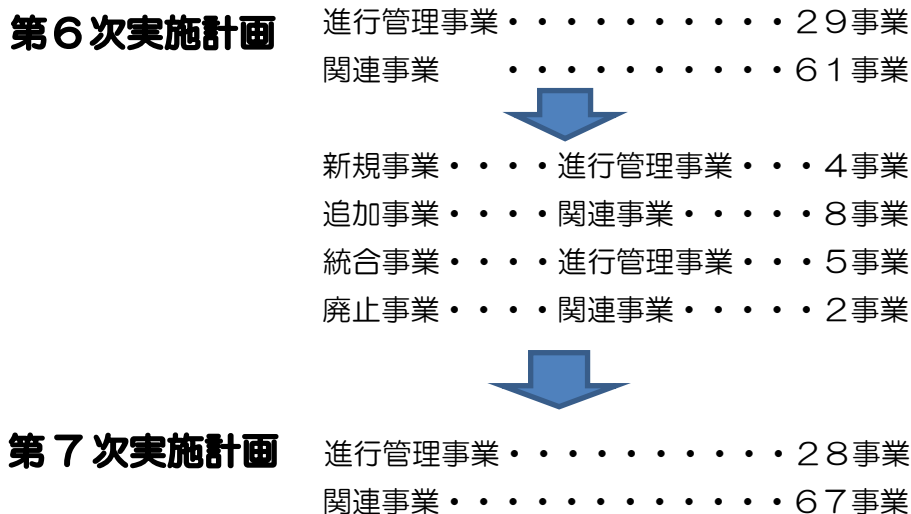 第６次実施計画
進行管理事業・・・・・・・・・・２９事業
関連事業　　・・・・・・・・・・６１事業
新規事業・・・・進行管理事業・・・４事業
追加事業・・・・関連事業・・・・・８事業
統合事業・・・・進行管理事業・・・５事業
廃止事業・・・・関連事業・・・・・２事業
第７次実施計画
進行管理事業・・・・・・・・・・２８事業
関連事業・・・・・・・・・・・・６７事業